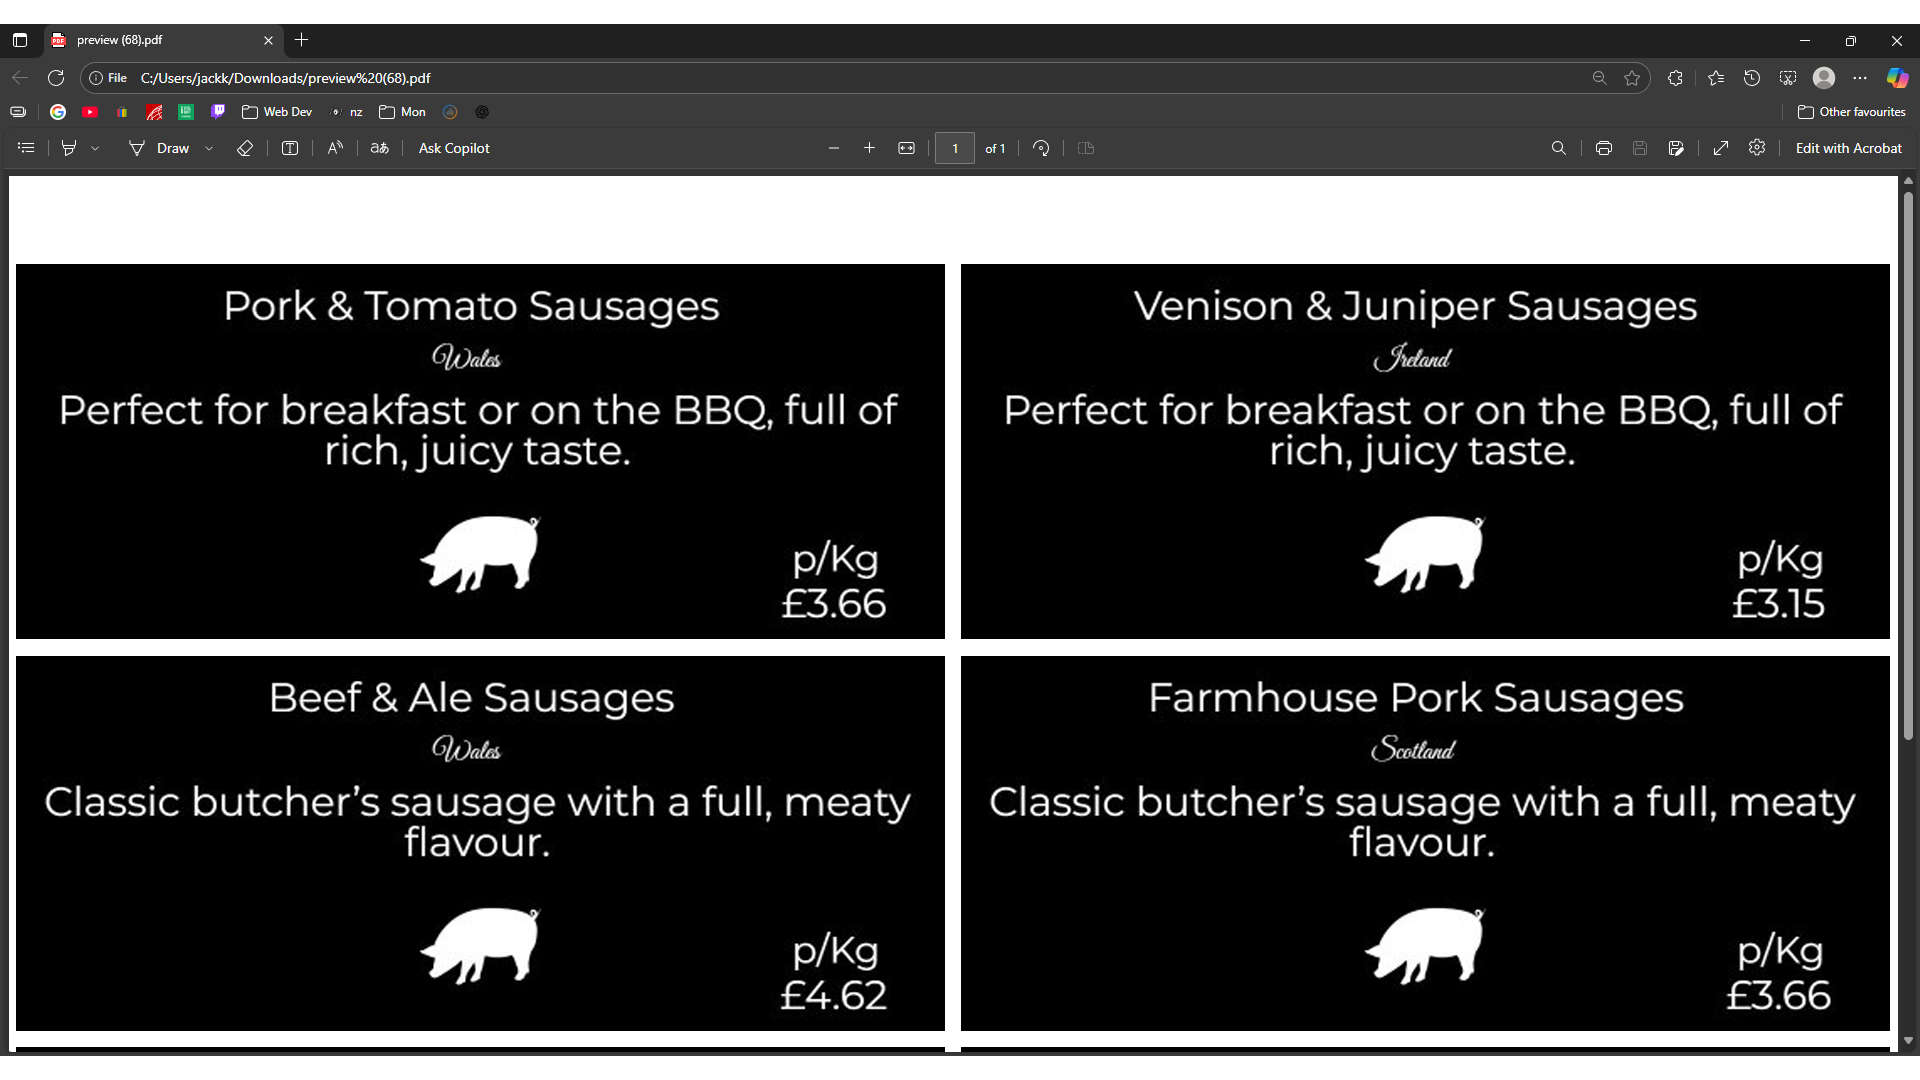 preview (68).pdf
File C:/Users/jackk/Downloads/preview%20(68).pdf
Web Dev nz Mon Other favourites
Draw aあ Ask Copilot 1 of 1 Edit with Acrobat
Pork & Tomato Sausages
Wales
Perfect for breakfast or on the BBQ, full of
rich, juicy taste.
p/Kg
£3.66
Venison & Juniper Sausages
Ireland
Perfect for breakfast or on the BBQ, full of
rich, juicy taste.
p/Kg
£3.15
Beef & Ale Sausages
Wales
Classic butcher’s sausage with a full, meaty
flavour.
p/Kg
£4.62
Farmhouse Pork Sausages
Scotland
Classic butcher’s sausage with a full, meaty
flavour.
p/Kg
£3.66